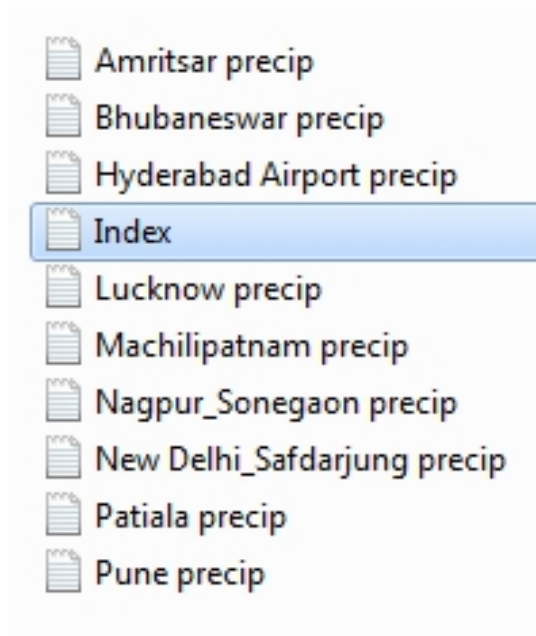 Amritsar precip
Bhubaneswar precip
Hyderabad Airport precip
Index
Lucknow precip
Machilipatnam precip
Nagpur_Sonegaon precip
New Delhi_Safdarjung precip
Patiala precip
Pune precip